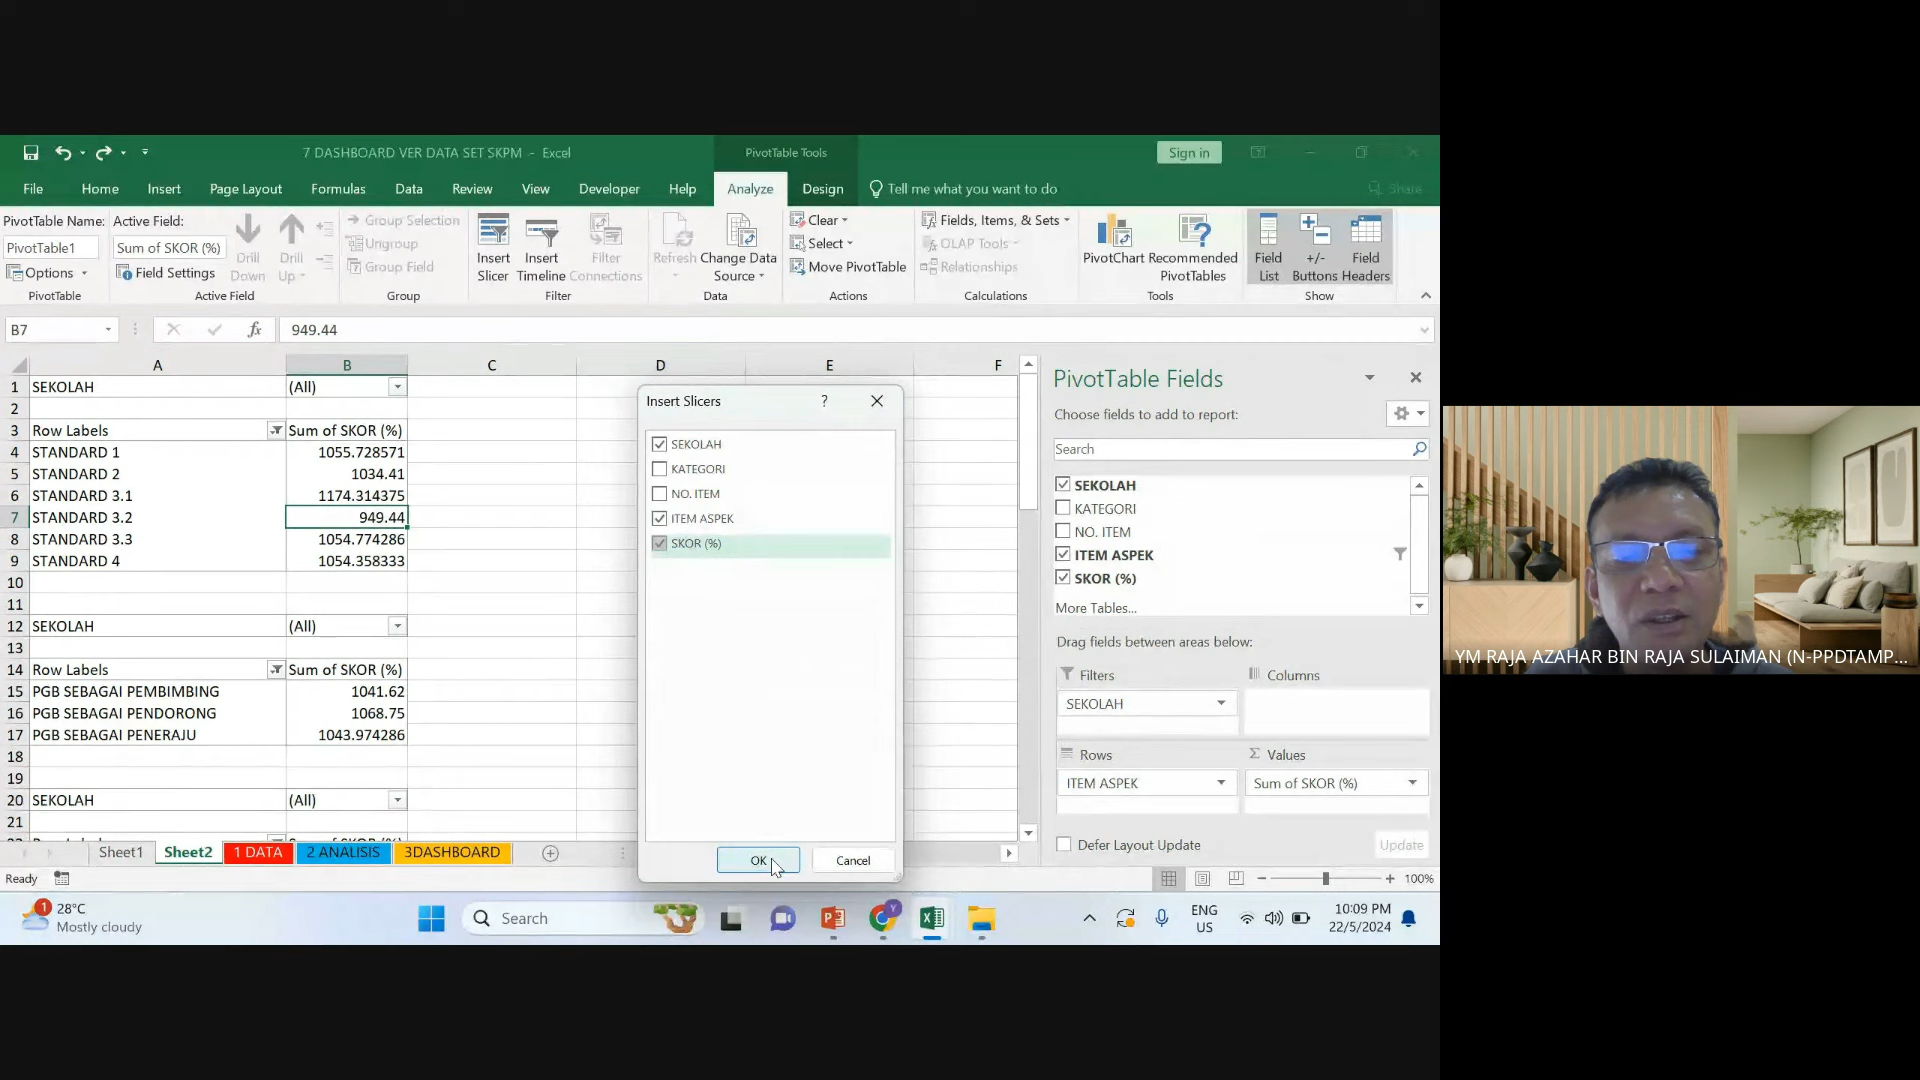 7 DASHBOARD VER DATA SET SKPM - Excel
PivotTable Tools
Sign in
File Home Insert Page Layout Formulas Data Review View Developer Help Analyze Design Tell me what you want to do Share
PivotTable Name: Active Field:
PivotTable1 Sum of SKOR (%)
Options Field Settings
Drill Down Drill Up
Group Selection
Ungroup
Group Field
Insert Slicer Insert Timeline Filter Connections
Refresh Change Data Source
Clear
Select
Move PivotTable
Fields, Items, & Sets
OLAP Tools
Relationships
PivotChart Recommended PivotTables
Field List +/- Buttons Field Headers
PivotTable Active Field Group Filter Data Actions Calculations Tools Show
B7 fx 949.44
A B C D E F
1 SEKOLAH (All)
2
3 Row Labels Sum of SKOR (%)
4 STANDARD 1 1055.728571
5 STANDARD 2 1034.41
6 STANDARD 3.1 1174.314375
7 STANDARD 3.2 949.44
8 STANDARD 3.3 1054.774286
9 STANDARD 4 1054.358333
10
11
12 SEKOLAH (All)
13
14 Row Labels Sum of SKOR (%)
15 PGB SEBAGAI PEMBIMBING 1041.62
16 PGB SEBAGAI PENDORONG 1068.75
17 PGB SEBAGAI PENERAJU 1043.974286
18
19
20 SEKOLAH (All)
21
Insert Slicers ?
SEKOLAH
KATEGORI
NO. ITEM
ITEM ASPEK
SKOR (%)
OK Cancel
PivotTable Fields
Choose fields to add to report:
Search
SEKOLAH
KATEGORI
NO. ITEM
ITEM ASPEK
SKOR (%)
More Tables...
Drag fields between areas below:
Filters Columns
SEKOLAH
Rows Σ Values
ITEM ASPEK Sum of SKOR (%)
Defer Layout Update Update
Sheet1 Sheet2 1 DATA 2 ANALISIS 3DASHBOARD
Ready 100%
1
28°C
Mostly cloudy
Search
ENG
US
10:09 PM
22/5/2024
YM RAJA AZAHAR BIN RAJA SULAIMAN (N-PPDTAMP...